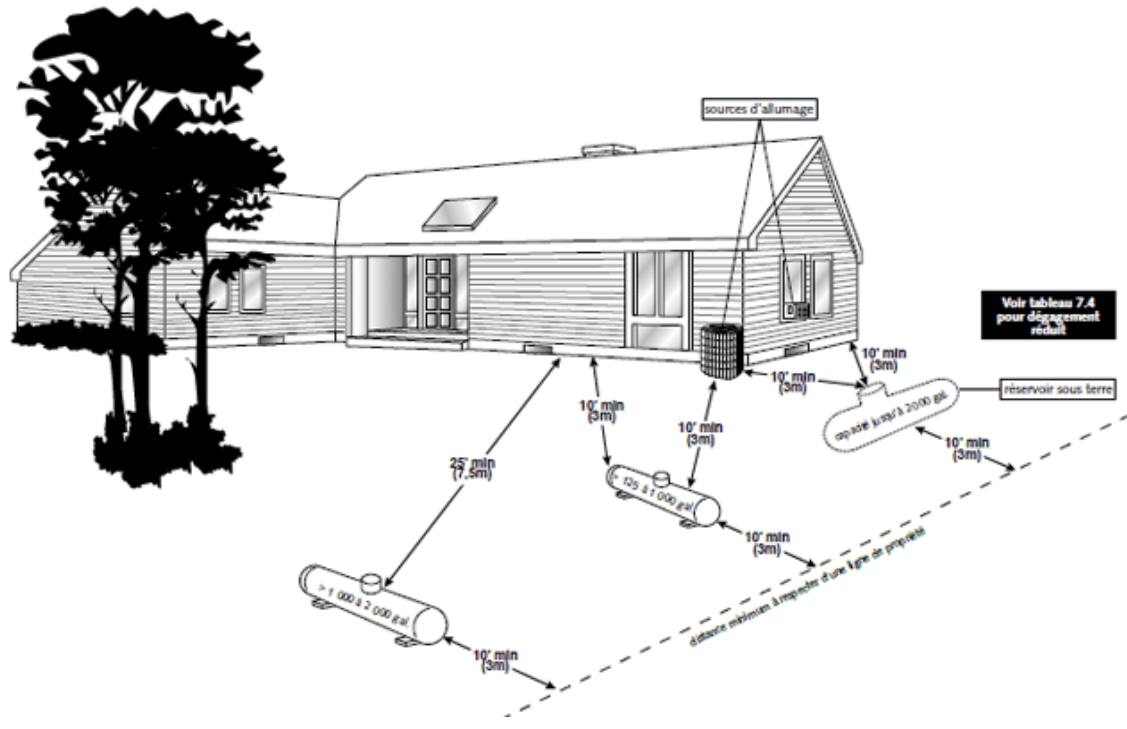 sources d'allumage
D
Voir tableau 7.4
pour dégagement
réduit
10' min
(3m)
10' min
(3m)
réservoir sous terre
capacité jusqu'à 2000 gal.
10' min
(3m)
10' min
(3m)
10' min
(3m)
25' min
(7,5m)
> 125 à 1 000 gal.
10' min
(3m)
distance minimum à respecter d'une ligne de propriété
> 1 000 à 2 000 gal.
10' min
(3m)